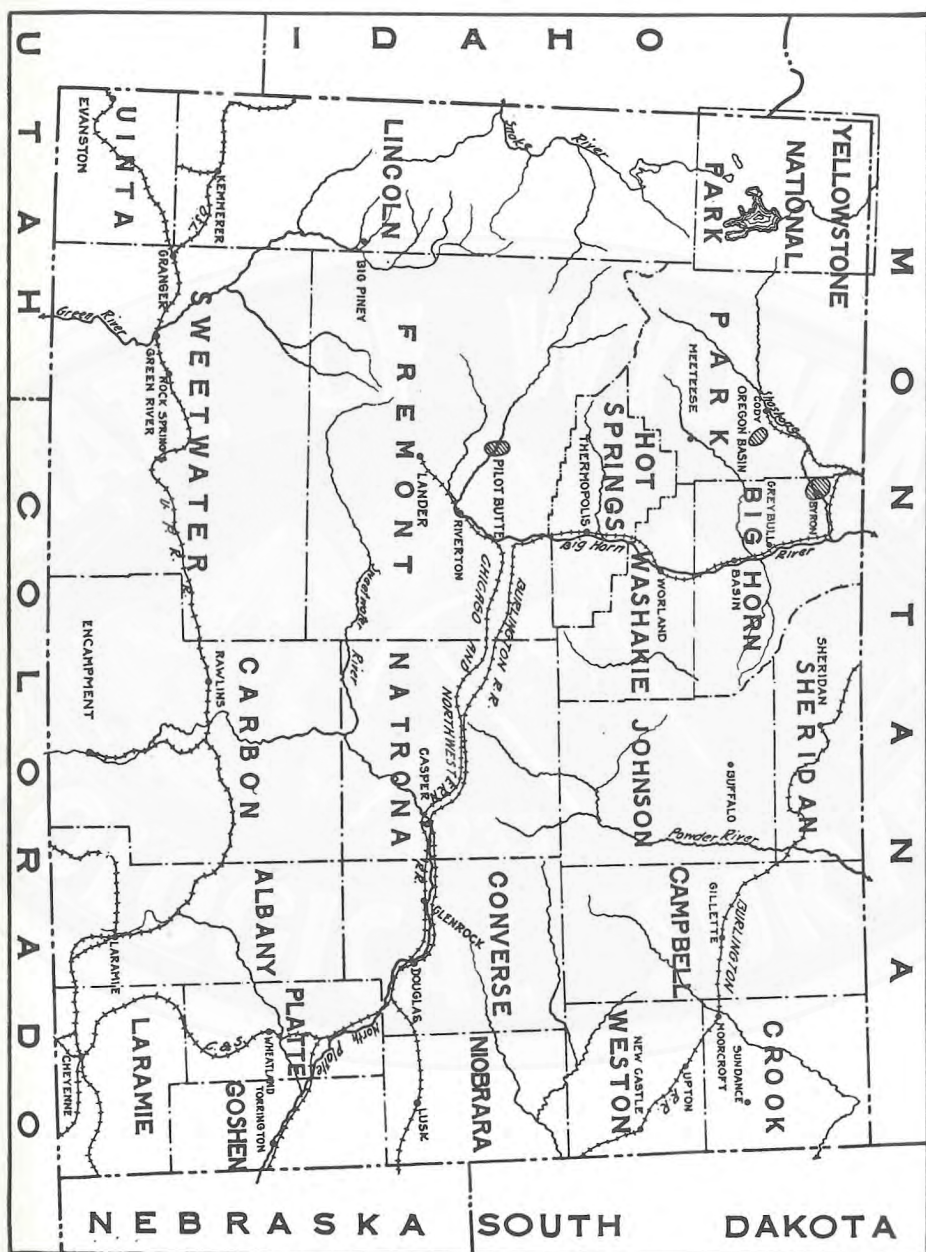 MONTANA
IDAHO
YELLOWSTONE
NATIONAL
PARK
Snake River
PARK
Shoshone
CODY
OREGON BASIN
MEETEESE
BYRON
GREYBULL
BIG HORN
BASIN
SHERIDAN
SHERIDAN
BUFFALO
Powder River
HOT
SPRINGS
THERMOPOLIS
Big Horn River
WORLAND
WASHAKIE
JOHNSON
CAMPBELL
GILLETTE
BURLINGTON
R.R.
CROOK
SUNDANCE
MOORCROFT
UPTON
NEW CASTLE
WESTON
LINCOLN
BIG PINEY
KEMMERER
O.S.L.
UINTA
EVANSTON
GRANGER
FREMONT
PILOT BUTTE
LANDER
RIVERTON
BURLINGTON R.R.
CHICAGO AND NORTHWESTERN R.R.
Sweetwater River
NATRONA
CASPER
CONVERSE
GLENROCK
DOUGLAS
NIOBRARA
LUSK
SWEETWATER
Green River
GREEN RIVER
ROCK SPRING
U.P.R.R.
CARBON
RAWLINS
ENCAMPMENT
ALBANY
LARAMIE
PLATTE
North Platte
WHEATLAND
C. & S.
GOSHEN
TORRINGTON
LARAMIE
CHEYENNE
UTAH
COLORADO
NEBRASKA
SOUTH DAKOTA